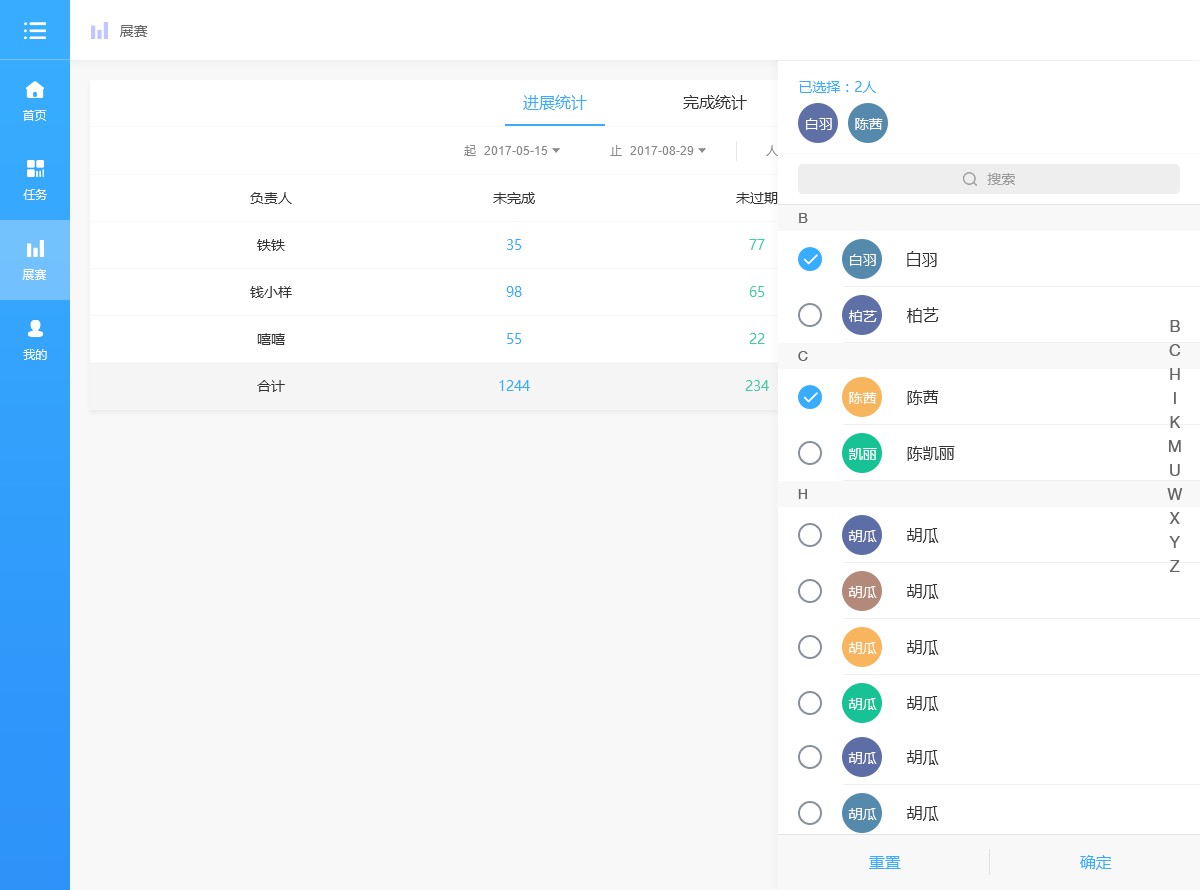 展赛
首页
任务
展赛
我的
进展统计 完成统计
起 2017-05-15 止 2017-08-29 人
负责人 未完成 未过期
铁铁 35 77
钱小样 98 65
嘻嘻 55 22
合计 1244 234
已选择：2人
白羽 陈茜
搜索
B
白羽 白羽
柏艺 柏艺
C
陈茜 陈茜
凯丽 陈凯丽
H
胡瓜 胡瓜
胡瓜 胡瓜
胡瓜 胡瓜
胡瓜 胡瓜
胡瓜 胡瓜
胡瓜 胡瓜
B
C
H
I
K
M
U
W
X
Y
Z
重置 确定